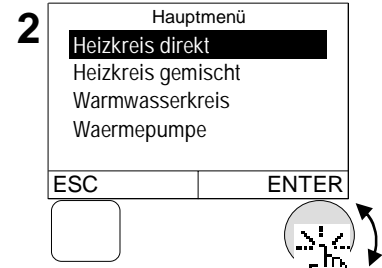 2
Hauptmenü
Heizkreis direkt
Heizkreis gemischt
Warmwasserkreis
Waermepumpe
ESC ENTER